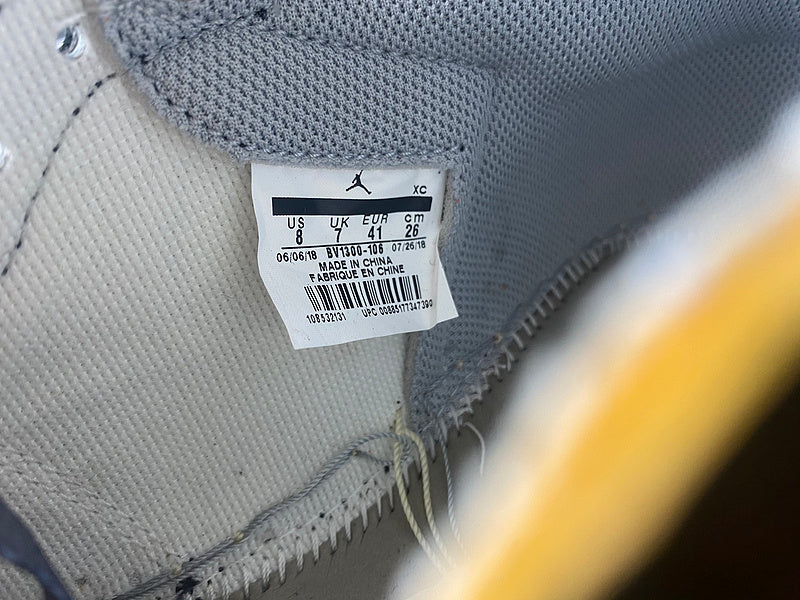 XC
US UK EUR cm
8 7 41 26
06/06/18 BV1300-106 07/26/18
MADE IN CHINA
FABRIQUE EN CHINE
108532131 UPC 00885177347390